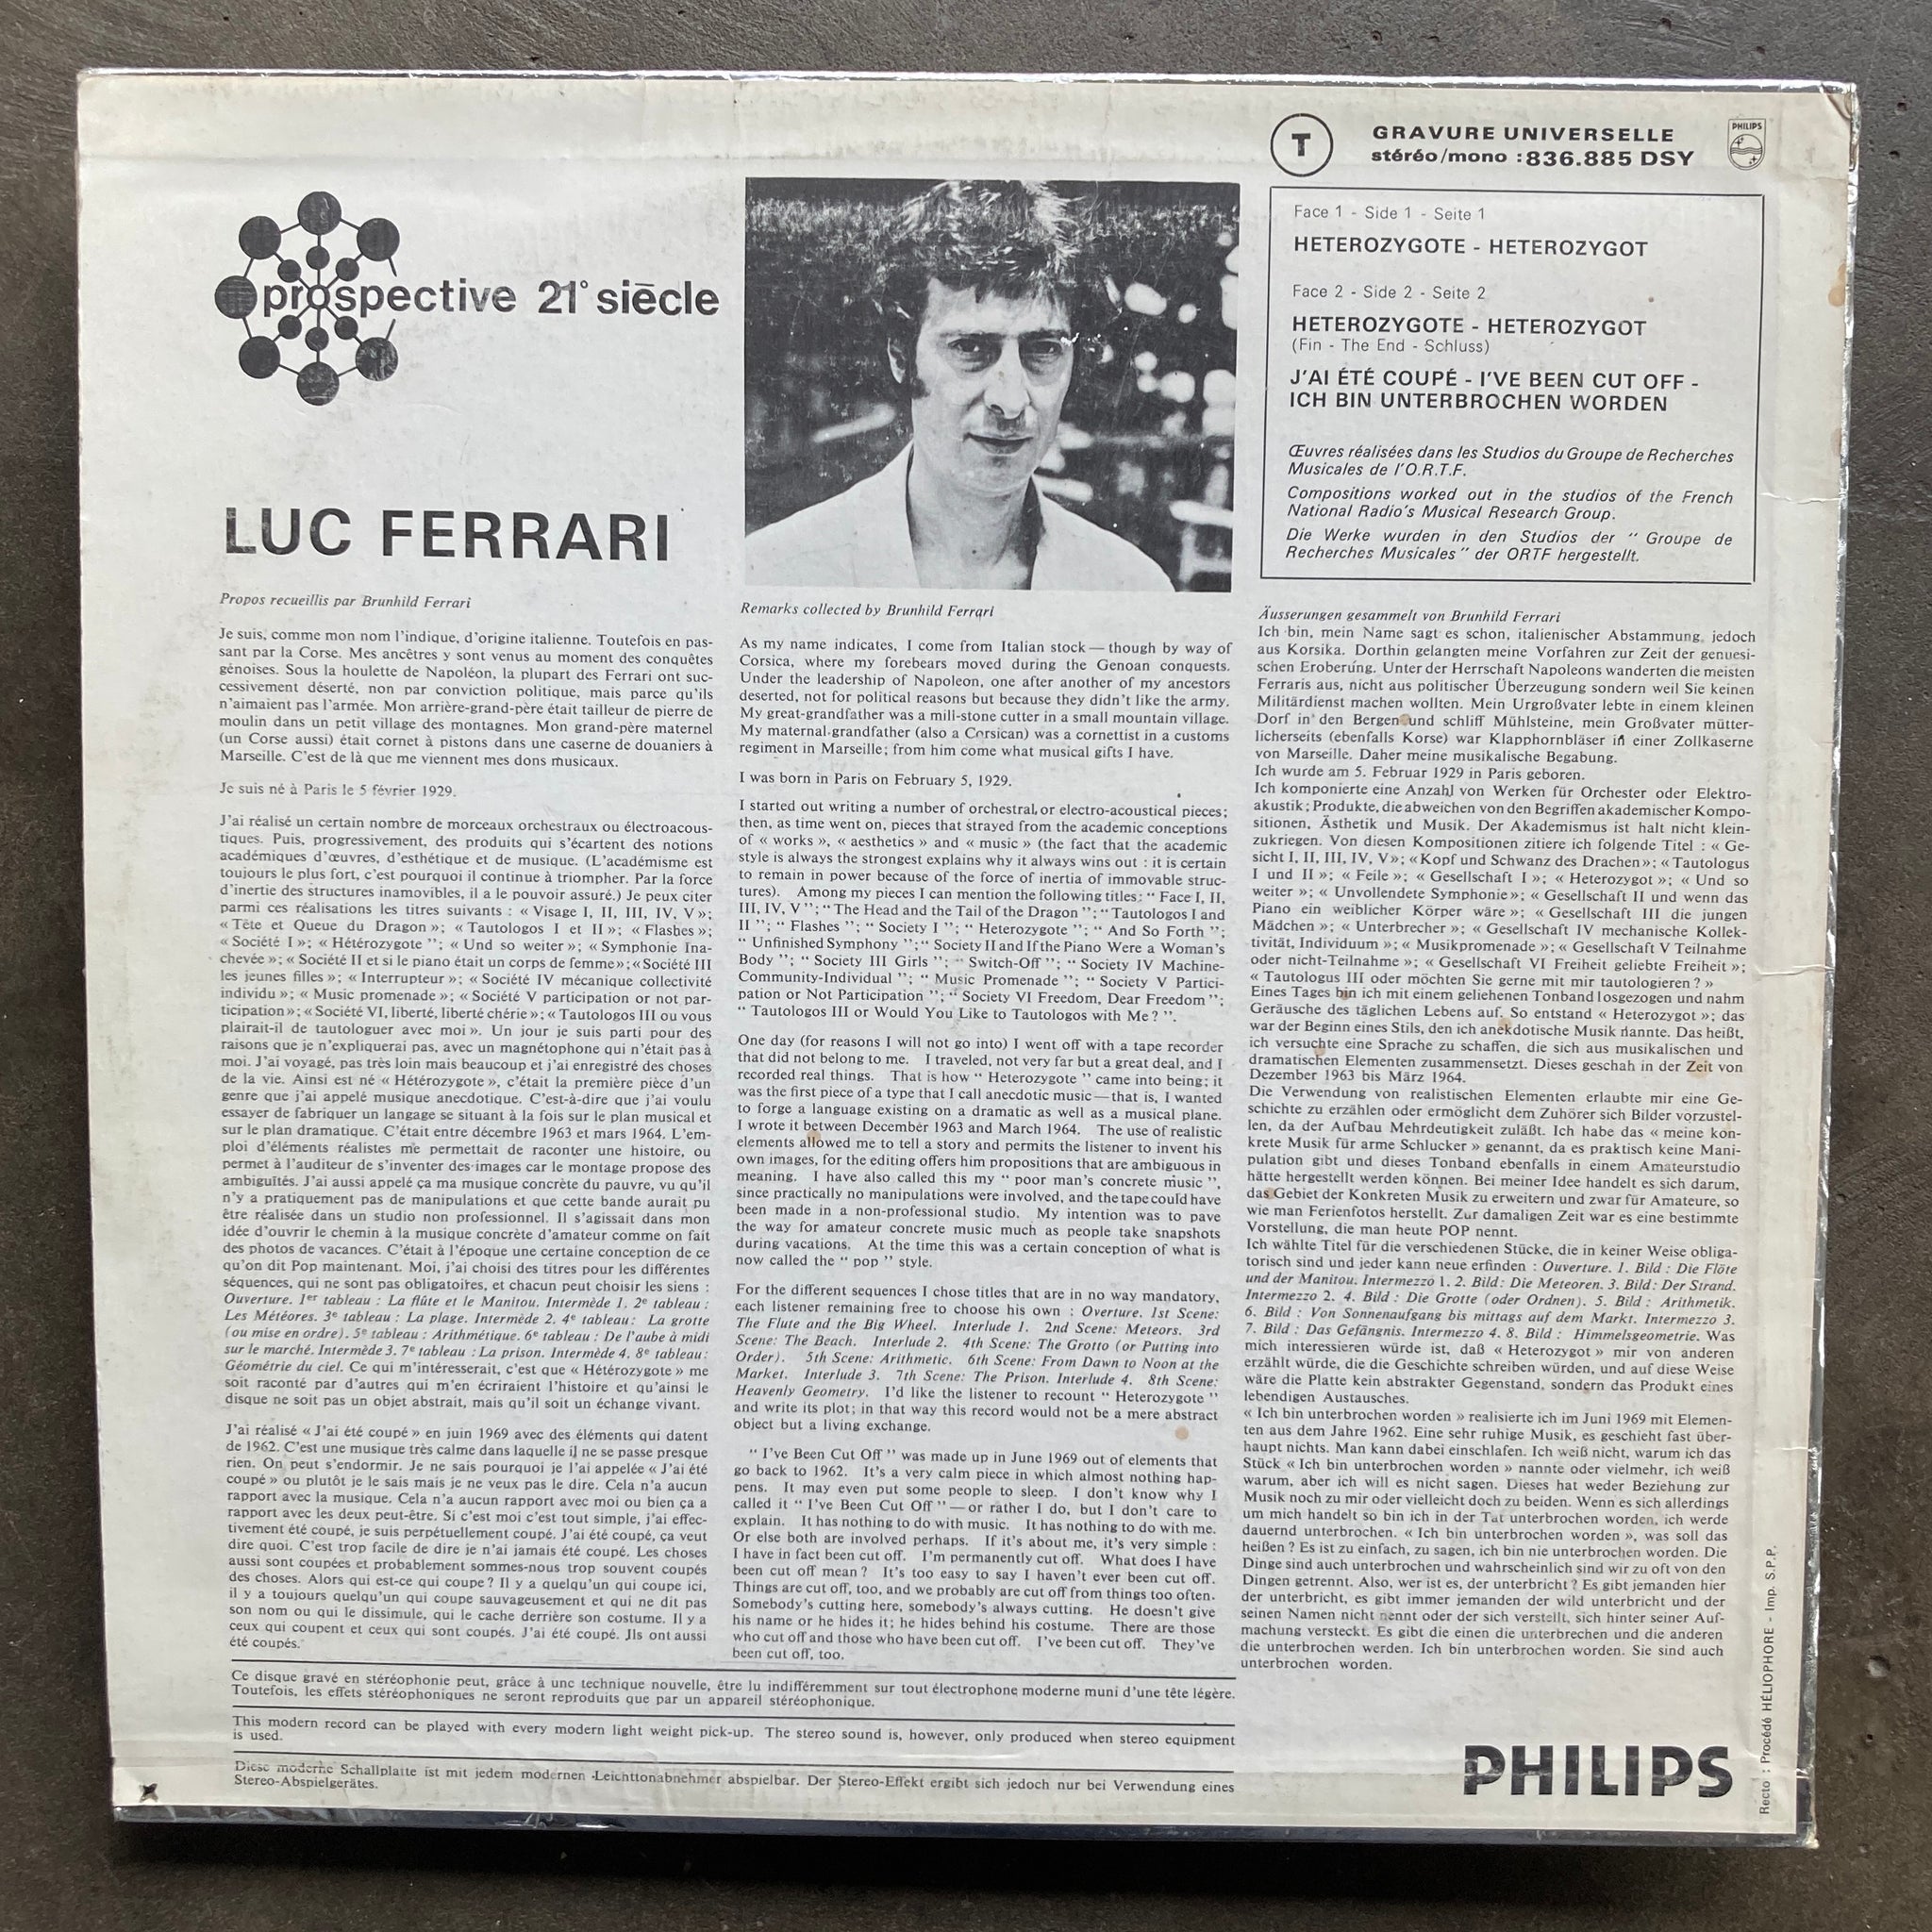 T
GRAVURE UNIVERSELLE
stéréo/mono : 836.885 DSY
PHILIPS
prospective 21e siècle
LUC FERRARI
Face 1 - Side 1 - Seite 1
HETEROZYGOTE - HETEROZYGOT
Face 2 - Side 2 - Seite 2
HETEROZYGOTE - HETEROZYGOT
(Fin - The End - Schluss)
J'AI ÉTÉ COUPÉ - I'VE BEEN CUT OFF -
ICH BIN UNTERBROCHEN WORDEN
Œuvres réalisées dans les Studios du Groupe de Recherches
Musicales de l'O.R.T.F.
Compositions worked out in the studios of the French
National Radio's Musical Research Group.
Die Werke wurden in den Studios der “ Groupe de
Recherches Musicales ” der ORTF hergestellt.
Propos recueillis par Brunhild Ferrari
Je suis, comme mon nom l'indique, d'origine italienne. Toutefois en pas-
sant par la Corse. Mes ancêtres y sont venus au moment des conquêtes
génoises. Sous la houlette de Napoléon, la plupart des Ferrari ont suc-
cessivement déserté, non par conviction politique, mais parce qu'ils
n'aimaient pas l'armée. Mon arrière-grand-père était tailleur de pierre de
moulin dans un petit village des montagnes. Mon grand-père maternel
(un Corse aussi) était cornet à pistons dans une caserne de douaniers à
Marseille. C'est de là que me viennent mes dons musicaux.
Je suis né à Paris le 5 février 1929.
J'ai réalisé un certain nombre de morceaux orchestraux ou électroacous-
tiques. Puis, progressivement, des produits qui s'écartent des notions
académiques d'œuvres, d'esthétique et de musique. (L'académisme est
toujours le plus fort, c'est pourquoi il continue à triompher. Par la force
d'inertie des structures inamovibles, il a le pouvoir assuré.) Je peux citer
parmi ces réalisations les titres suivants : « Visage I, II, III, IV, V »;
« Tête et Queue du Dragon »; « Tautologos I et II »; « Flashes »;
« Société I »; « Hétérozygote ”; « Und so weiter »; « Symphonie Ina-
chevée »; « Société II et si le piano était un corps de femme »; « Société III
les jeunes filles »; « Interrupteur »; « Société IV mécanique collectivité
individu »; « Music promenade »; « Société V participation or not par-
ticipation »; « Société VI, liberté, liberté chérie »; « Tautologos III ou vous
plairait-il de tautologuer avec moi ». Un jour je suis parti pour des
raisons que je n'expliquerai pas, avec un magnétophone qui n'était pas à
moi. J'ai voyagé, pas très loin mais beaucoup et j'ai enregistré des choses
de la vie. Ainsi est né « Hétérozygote », c'était la première pièce d'un
genre que j'ai appelé musique anecdotique. C'est-à-dire que j'ai voulu
essayer de fabriquer un langage se situant à la fois sur le plan musical et
sur le plan dramatique. C'était entre décembre 1963 et mars 1964. L'em-
ploi d'éléments réalistes me permettait de raconter une histoire, ou
permet à l'auditeur de s'inventer des images car le montage propose des
ambiguïtés. J'ai aussi appelé ça ma musique concrète du pauvre, vu qu'il
n'y a pratiquement pas de manipulations et que cette bande aurait pu
être réalisée dans un studio non professionnel. Il s'agissait dans mon
idée d'ouvrir le chemin à la musique concrète d'amateur comme on fait
des photos de vacances. C'était à l'époque une certaine conception de ce
qu'on dit Pop maintenant. Moi, j'ai choisi des titres pour les différentes
séquences, qui ne sont pas obligatoires, et chacun peut choisir les siens :
Ouverture. 1er tableau : La flûte et le Manitou. Intermède 1. 2e tableau :
Les Météores. 3e tableau : La plage. Intermède 2. 4e tableau : La grotte
(ou mise en ordre). 5e tableau : Arithmétique. 6e tableau : De l'aube à midi
sur le marché. Intermède 3. 7e tableau : La prison. Intermède 4. 8e tableau :
Géométrie du ciel. Ce qui m'intéresserait, c'est que « Hétérozygote » me
soit raconté par d'autres qui m'en écriraient l'histoire et qu'ainsi le
disque ne soit pas un objet abstrait, mais qu'il soit un échange vivant.
J'ai réalisé « J'ai été coupé » en juin 1969 avec des éléments qui datent
de 1962. C'est une musique très calme dans laquelle il ne se passe presque
rien. On peut s'endormir. Je ne sais pourquoi je l'ai appelée « J'ai été
coupé » ou plutôt je le sais mais je ne veux pas le dire. Cela n'a aucun
rapport avec la musique. Cela n'a aucun rapport avec moi ou bien ça a
rapport avec les deux peut-être. Si c'est moi c'est tout simple, j'ai effec-
tivement été coupé, je suis perpétuellement coupé. J'ai été coupé, ça veut
dire quoi. C'est trop facile de dire je n'ai jamais été coupé. Les choses
aussi sont coupées et probablement sommes-nous trop souvent coupés
des choses. Alors qui est-ce qui coupe? Il y a quelqu'un qui coupe ici,
il y a toujours quelqu'un qui coupe sauvageusement et qui ne dit pas
son nom ou qui le dissimule, qui le cache derrière son costume. Il y a
ceux qui coupent et ceux qui sont coupés. J'ai été coupé. Ils ont aussi
été coupés.
Remarks collected by Brunhild Ferrari
As my name indicates, I come from Italian stock — though by way of
Corsica, where my forebears moved during the Genoan conquests.
Under the leadership of Napoleon, one after another of my ancestors
deserted, not for political reasons but because they didn't like the army.
My great-grandfather was a mill-stone cutter in a small mountain village.
My maternal grandfather (also a Corsican) was a cornettist in a customs
regiment in Marseille; from him come what musical gifts I have.
I was born in Paris on February 5, 1929.
I started out writing a number of orchestral or electro-acoustical pieces;
then, as time went on, pieces that strayed from the academic conceptions
of « works », « aesthetics » and « music » (the fact that the academic
style is always the strongest explains why it always wins out : it is certain
to remain in power because of the force of inertia of immovable struc-
tures). Among my pieces I can mention the following titles: “ Face I, II,
III, IV, V ”; “ The Head and the Tail of the Dragon ”; “ Tautologos I and
II ”; “ Flashes ”; “ Society I ”; “ Heterozygote ”; “ And So Forth ”;
“ Unfinished Symphony ”; “ Society II and If the Piano Were a Woman's
Body ”; “ Society III Girls ”; “ Switch-Off ”; “ Society IV Machine-
Community-Individual ”; “ Music Promenade ”; “ Society V Partici-
pation or Not Participation ”; “ Society VI Freedom, Dear Freedom ”;
“ Tautologos III or Would You Like to Tautologos with Me? ”.
One day (for reasons I will not go into) I went off with a tape recorder
that did not belong to me. I traveled, not very far but a great deal, and I
recorded real things. That is how “ Heterozygote ” came into being; it
was the first piece of a type that I call anecdotic music — that is, I wanted
to forge a language existing on a dramatic as well as a musical plane.
I wrote it between December 1963 and March 1964. The use of realistic
elements allowed me to tell a story and permits the listener to invent his
own images, for the editing offers him propositions that are ambiguous in
meaning. I have also called this my “ poor man's concrete music ”,
since practically no manipulations were involved, and the tape could have
been made in a non-professional studio. My intention was to pave
the way for amateur concrete music much as people take snapshots
during vacations. At the time this was a certain conception of what is
now called the “ pop ” style.
For the different sequences I chose titles that are in no way mandatory,
each listener remaining free to choose his own : Overture. 1st Scene:
The Flute and the Big Wheel. Interlude 1. 2nd Scene: Meteors. 3rd
Scene: The Beach. Interlude 2. 4th Scene: The Grotto (or Putting into
Order). 5th Scene: Arithmetic. 6th Scene: From Dawn to Noon at the
Market. Interlude 3. 7th Scene: The Prison. Interlude 4. 8th Scene:
Heavenly Geometry. I'd like the listener to recount “ Heterozygote ”
and write its plot; in that way this record would not be a mere abstract
object but a living exchange.
“ I've Been Cut Off ” was made up in June 1969 out of elements that
go back to 1962. It's a very calm piece in which almost nothing hap-
pens. It may even put some people to sleep. I don't know why I
called it “ I've Been Cut Off ” — or rather I do, but I don't care to
explain. It has nothing to do with music. It has nothing to do with me.
Or else both are involved perhaps. If it's about me, it's very simple :
I have in fact been cut off. I'm permanently cut off. What does I have
been cut off mean? It's too easy to say I haven't ever been cut off.
Things are cut off, too, and we probably are cut off from things too often.
Somebody's cutting here, somebody's always cutting. He doesn't give
his name or he hides it; he hides behind his costume. There are those
who cut off and those who have been cut off. I've been cut off. They've
been cut off, too.
Äusserungen gesammelt von Brunhild Ferrari
Ich bin, mein Name sagt es schon, italienischer Abstammung, jedoch
aus Korsika. Dorthin gelangten meine Vorfahren zur Zeit der genuesi-
schen Eroberung. Unter der Herrschaft Napoleons wanderten die meisten
Ferraris aus, nicht aus politischer Überzeugung sondern weil Sie keinen
Militärdienst machen wollten. Mein Urgroßvater lebte in einem kleinen
Dorf in den Bergen und schliff Mühlsteine, mein Großvater mütter-
licherseits (ebenfalls Korse) war Klapphornbläser in einer Zollkaserne
von Marseille. Daher meine musikalische Begabung.
Ich wurde am 5. Februar 1929 in Paris geboren.
Ich komponierte eine Anzahl von Werken für Orchester oder Elektro-
akustik; Produkte, die abweichen von den Begriffen akademischer Kompo-
sitionen, Ästhetik und Musik. Der Akademismus ist halt nicht klein-
zukriegen. Von diesen Kompositionen zitiere ich folgende Titel : « Ge-
sicht I, II, III, IV, V»; «Kopf und Schwanz des Drachen»; « Tautologus
I und II »; « Feile »; « Gesellschaft I »; « Heterozygot »; « Und so
weiter »; « Unvollendete Symphonie »; « Gesellschaft II und wenn das
Piano ein weiblicher Körper wäre »; « Gesellschaft III die jungen
Mädchen »; « Unterbrecher »; « Gesellschaft IV mechanische Kollek-
tivität, Individuum »; « Musikpromenade »; « Gesellschaft V Teilnahme
oder nicht-Teilnahme »; « Gesellschaft VI Freiheit geliebte Freiheit »;
« Tautologus III oder möchten Sie gerne mit mir tautologieren ? »
Eines Tages bin ich mit einem geliehenen Tonband losgezogen und nahm
Geräusche des täglichen Lebens auf. So entstand « Heterozygot »; das
war der Beginn eines Stils, den ich anekdotische Musik nannte. Das heißt,
ich versuchte eine Sprache zu schaffen, die sich aus musikalischen und
dramatischen Elementen zusammensetzt. Dieses geschah in der Zeit von
Dezember 1963 bis März 1964.
Die Verwendung von realistischen Elementen erlaubte mir eine Ge-
schichte zu erzählen oder ermöglicht dem Zuhörer sich Bilder vorzustel-
len, da der Aufbau Mehrdeutigkeit zuläßt. Ich habe das « meine kon-
krete Musik für arme Schlucker » genannt, da es praktisch keine Mani-
pulation gibt und dieses Tonband ebenfalls in einem Amateurstudio
hätte hergestellt werden können. Bei meiner Idee handelt es sich darum,
das Gebiet der Konkreten Musik zu erweitern und zwar für Amateure, so
wie man Ferienfotos herstellt. Zur damaligen Zeit war es eine bestimmte
Vorstellung, die man heute POP nennt.
Ich wählte Titel für die verschiedenen Stücke, die in keiner Weise obliga-
torisch sind und jeder kann neue erfinden : Ouverture. 1. Bild : Die Flöte
und der Manitou. Intermezzo 1. 2. Bild: Die Meteoren. 3. Bild: Der Strand.
Intermezzo 2. 4. Bild : Die Grotte (oder Ordnen). 5. Bild : Arithmetik.
6. Bild : Von Sonnenaufgang bis mittags auf dem Markt. Intermezzo 3.
7. Bild : Das Gefängnis. Intermezzo 4. 8. Bild : Himmelsgeometrie. Was
mich interessieren würde ist, daß « Heterozygot » mir von anderen
erzählt würde, die die Geschichte schreiben würden, und auf diese Weise
wäre die Platte kein abstrakter Gegenstand, sondern das Produkt eines
lebendigen Austausches.
« Ich bin unterbrochen worden » realisierte ich im Juni 1969 mit Elemen-
ten aus dem Jahre 1962. Eine sehr ruhige Musik, es geschieht fast über-
haupt nichts. Man kann dabei einschlafen. Ich weiß nicht, warum ich das
Stück « Ich bin unterbrochen worden » nannte oder vielmehr, ich weiß
warum, aber ich will es nicht sagen. Dieses hat weder Beziehung zur
Musik noch zu mir oder vielleicht doch zu beiden. Wenn es sich allerdings
um mich handelt so bin ich in der Tat unterbrochen worden, ich werde
dauernd unterbrochen. « Ich bin unterbrochen worden », was soll das
heißen ? Es ist zu einfach, zu sagen, ich bin nie unterbrochen worden. Die
Dinge sind auch unterbrochen und wahrscheinlich sind wir zu oft von den
Dingen getrennt. Also, wer ist es, der unterbricht ? Es gibt jemanden hier
der unterbricht, es gibt immer jemanden der wild unterbricht und der
seinen Namen nicht nennt oder der sich verstellt, sich hinter seiner Auf-
machung versteckt. Es gibt die einen die unterbrechen und die anderen
die unterbrochen werden. Ich bin unterbrochen worden. Sie sind auch
unterbrochen worden.
Ce disque gravé en stéréophonie peut, grâce à une technique nouvelle, être lu indifféremment sur tout électrophone moderne muni d'une tête légère.
Toutefois, les effets stéréophoniques ne seront reproduits que par un appareil stéréophonique.
This modern record can be played with every modern light weight pick-up. The stereo sound is, however, only produced when stereo equipment
is used.
Diese moderne Schallplatte ist mit jedem modernen Leichttonabnehmer abspielbar. Der Stereo-Effekt ergibt sich jedoch nur bei Verwendung eines
Stereo-Abspielgerätes.
PHILIPS
Recto : Procédé HÉLIOPHORE - Imp. S.P.P.